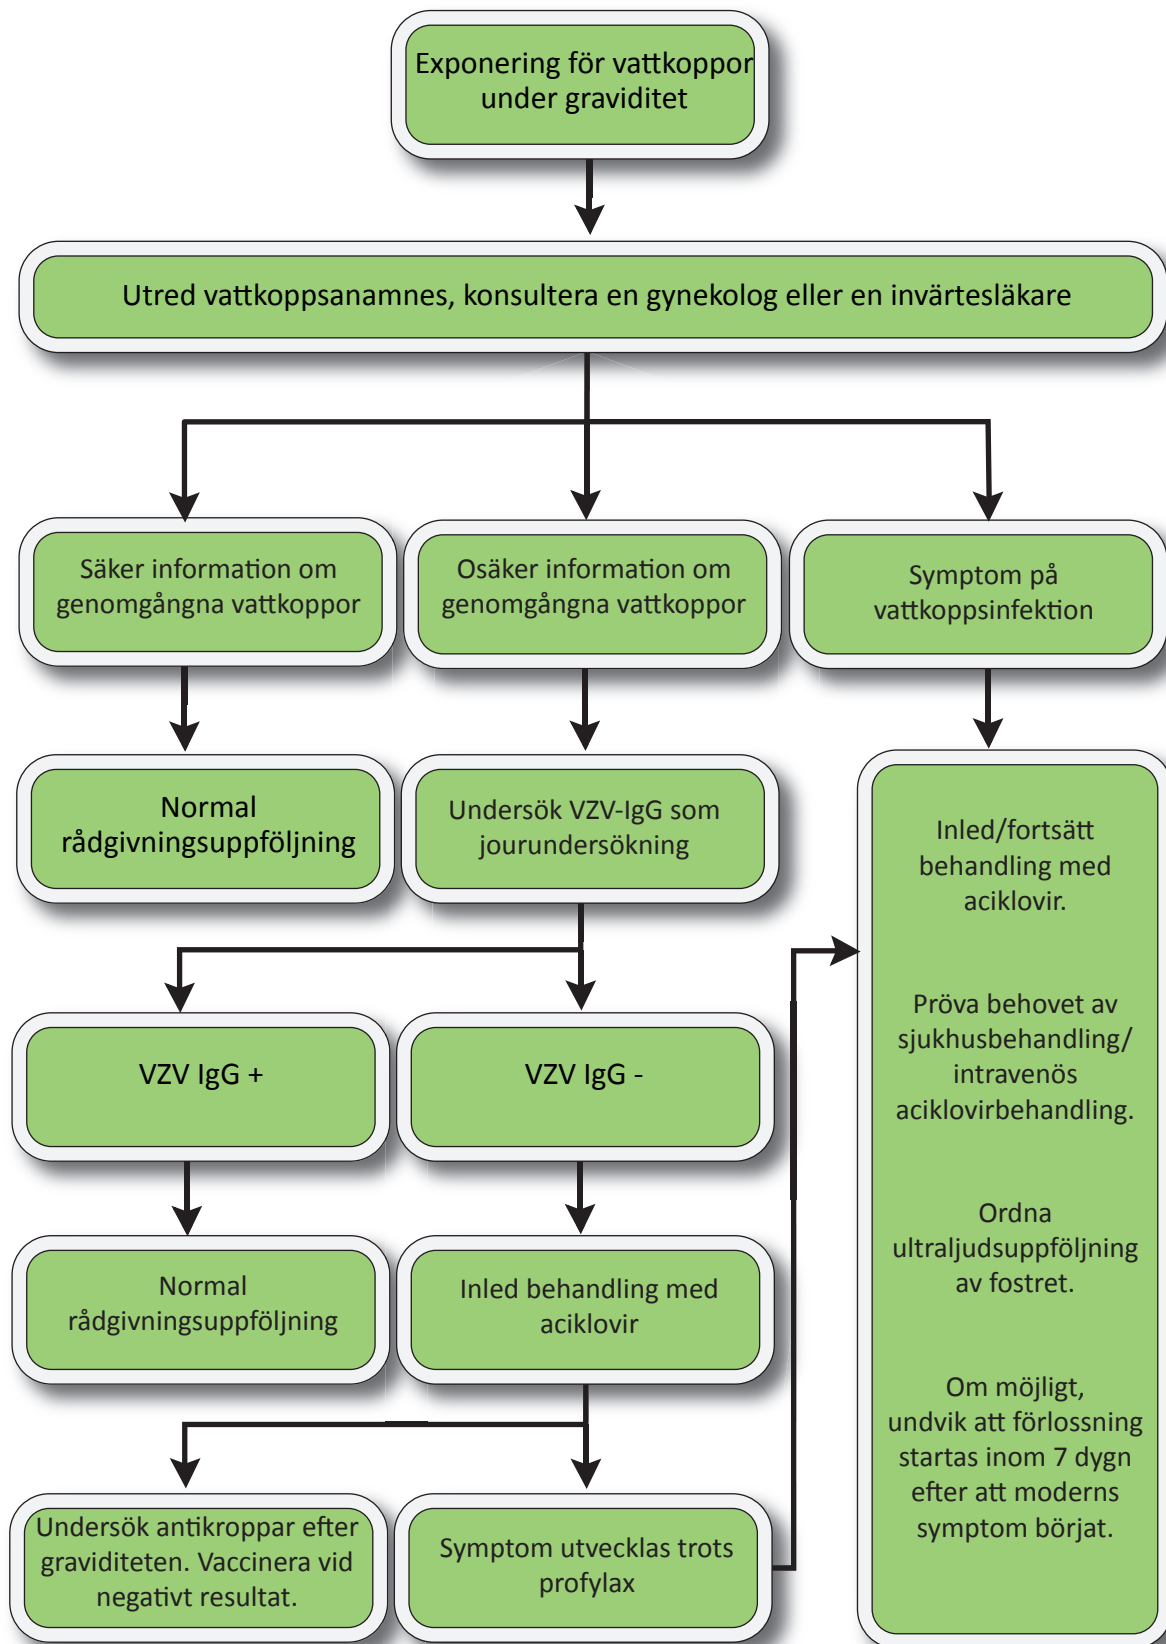 Exponering för vattkoppor
under graviditet
Utred vattkoppsanamnes, konsultera en gynekolog eller en invärtesläkare
Säker information om
genomgångna vattkoppor
Osäker information om
genomgångna vattkoppor
Symptom på
vattkoppsinfektion
Normal
rådgivningsuppföljning
Undersök VZV-IgG som
jourundersökning
Inled/fortsätt
behandling med
aciklovir.
Pröva behovet av
sjukhusbehandling/
intravenös
aciklovirbehandling.
Ordna
ultraljudsuppföljning
av fostret.
Om möjligt,
undvik att förlossning
startas inom 7 dygn
efter att moderns
symptom börjat.
VZV IgG +
VZV IgG -
Normal
rådgivningsuppföljning
Inled behandling med
aciklovir
Undersök antikroppar efter
graviditeten. Vaccinera vid
negativt resultat.
Symptom utvecklas trots
profylax